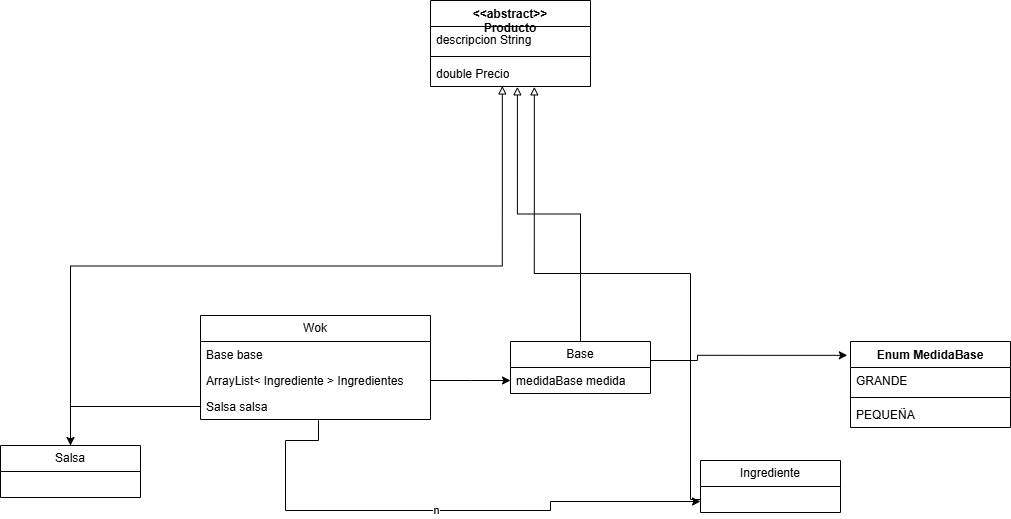 <<abstract>>
Producto
descripcion String
double Precio
Wok
Base base
ArrayList< Ingrediente > Ingredientes
Salsa salsa
Base
medidaBase medida
Enum MedidaBase
GRANDE
PEQUEÑA
Salsa
Ingrediente
n